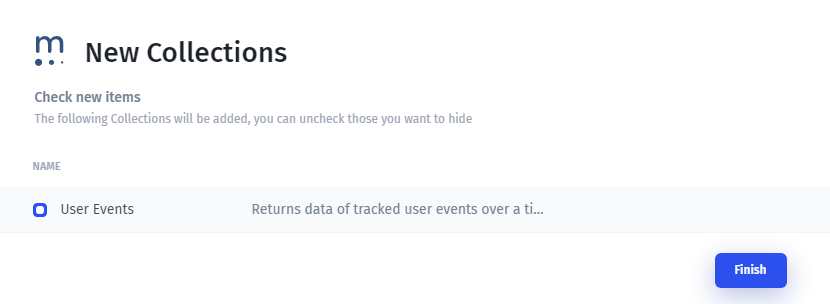 m
New Collections
Check new items
The following Collections will be added, you can uncheck those you want to hide
NAME
User Events Returns data of tracked user events over a ti...
Finish